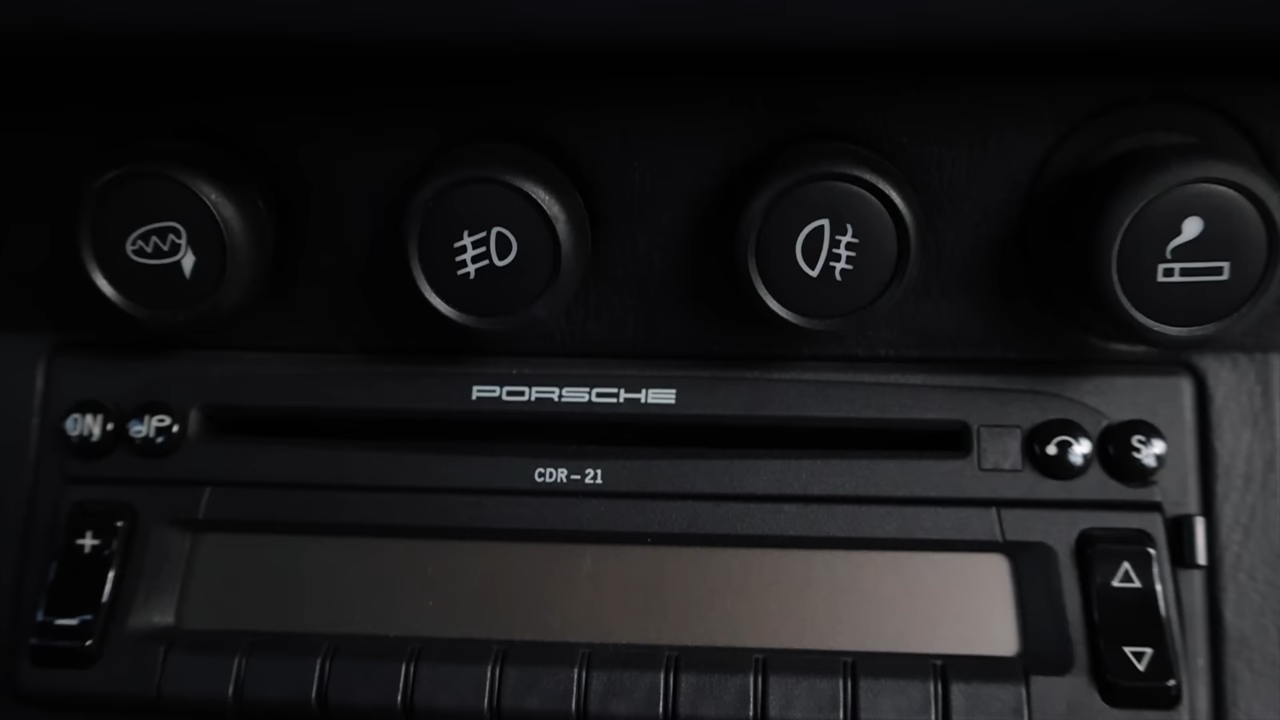 PORSCHE
ON·
CDR-21
+
-